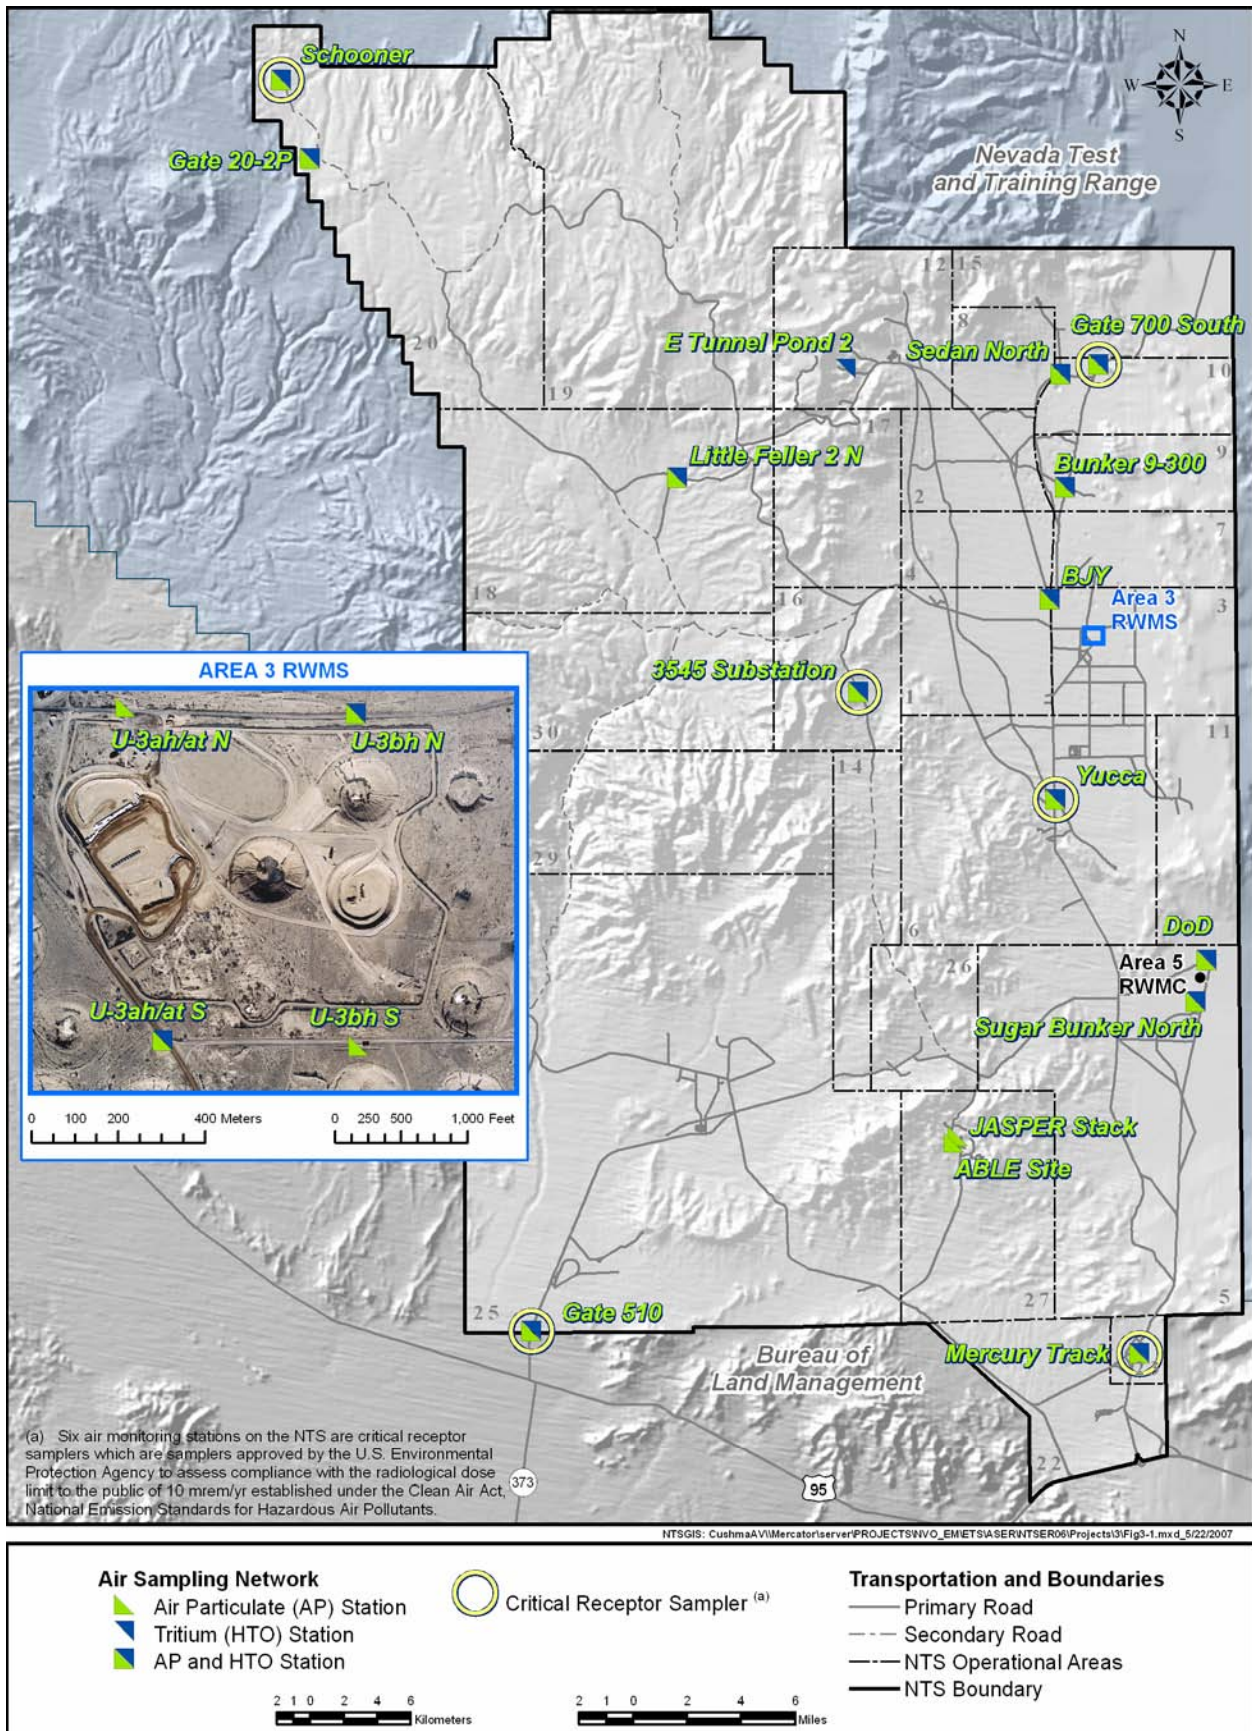 Schooner
N
W
E
S
Gate 20-2P
Nevada Test
and Training Range
12
15
8
Gate 700 South
E Tunnel Pond 2
Sedan North
20
10
19
17
Little Feller 2 N
9
Bunker 9-300
2
7
BJY
4
18
16
Area 3
RWMS
3
3545 Substation
1
AREA 3 RWMS
U-3ah/at N
U-3bh N
30
14
11
Yucca
29
6
DoD
26
Area 5
RWMC
U-3ah/at S
U-3bh S
Sugar Bunker North
0 100 200 400 Meters
0 250 500 1,000 Feet
JASPER Stack
ABLE Site
25
Gate 510
27
5
Mercury Track
Bureau of
Land Management
(a) Six air monitoring stations on the NTS are critical receptor
samplers which are samplers approved by the U.S. Environmental
Protection Agency to assess compliance with the radiological dose
limit to the public of 10 mrem/yr established under the Clean Air Act,
National Emission Standards for Hazardous Air Pollutants.
373
95
22
NTSGIS: CushmaAV\\Mercator\server\PROJECTS\NVO_EM\ETS\ASER\NTSER06\Projects\3\Fig3-1.mxd_5/22/2007
Air Sampling Network
Air Particulate (AP) Station
Tritium (HTO) Station
AP and HTO Station
Critical Receptor Sampler (a)
Transportation and Boundaries
Primary Road
Secondary Road
NTS Operational Areas
NTS Boundary
2 1 0 2 4 6
Kilometers
2 1 0 2 4 6
Miles